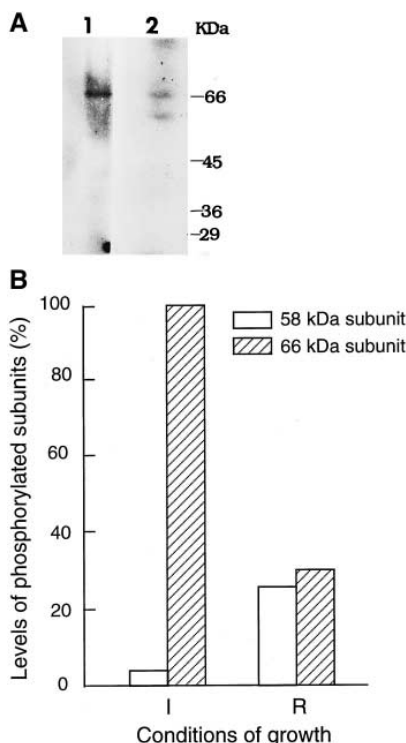 A
1 2 KDa
66
45
36
29
B
Levels of phosphorylated subunits (%)
100
80
60
40
20
0
58 kDa subunit
66 kDa subunit
I R
Conditions of growth